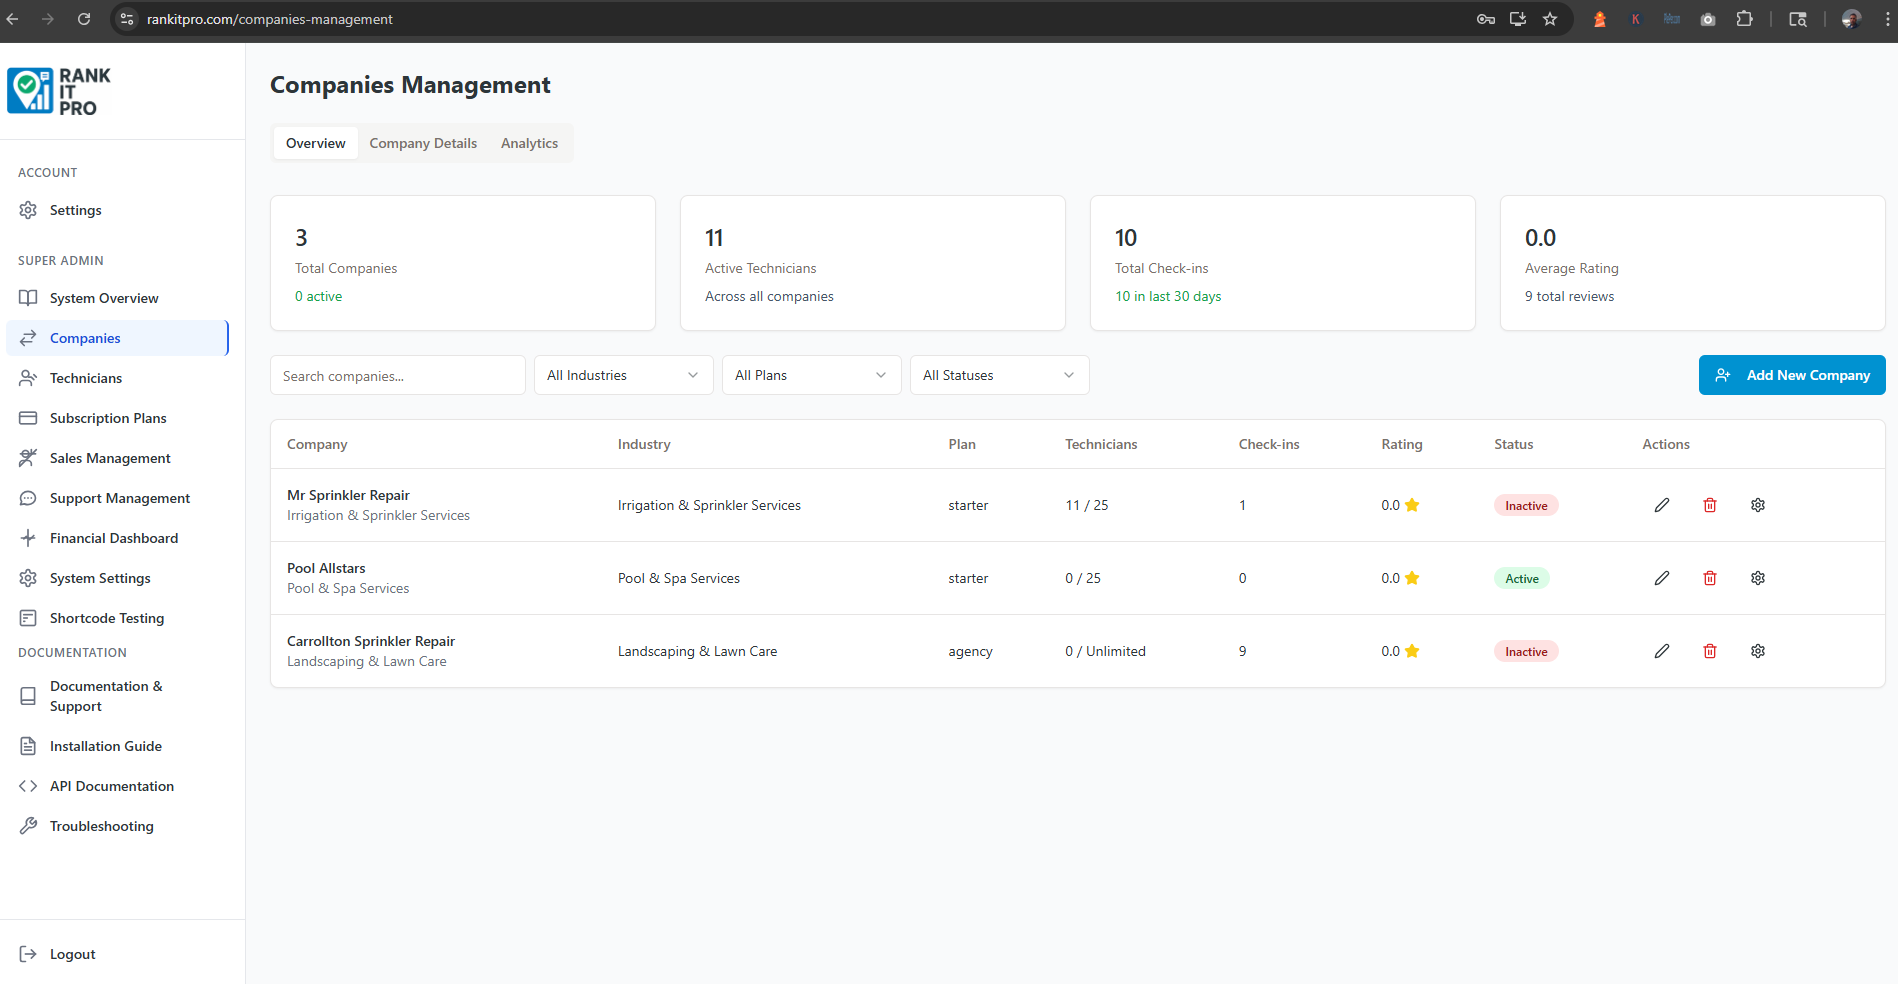 rankitpro.com/companies-management
K
RANK
IT
PRO
ACCOUNT
Settings
SUPER ADMIN
System Overview
Companies
Technicians
Subscription Plans
Sales Management
Support Management
Financial Dashboard
System Settings
Shortcode Testing
DOCUMENTATION
Documentation &
Support
Installation Guide
API Documentation
Troubleshooting
Logout
Companies Management
Overview Company Details Analytics
3
Total Companies
0 active
11
Active Technicians
Across all companies
10
Total Check-ins
10 in last 30 days
0.0
Average Rating
9 total reviews
Search companies... All Industries All Plans All Statuses Add New Company
Company Industry Plan Technicians Check-ins Rating Status Actions
Mr Sprinkler Repair
Irrigation & Sprinkler Services
Irrigation & Sprinkler Services starter 11 / 25 1 0.0 Inactive
Pool Allstars
Pool & Spa Services
Pool & Spa Services starter 0 / 25 0 0.0 Active
Carrollton Sprinkler Repair
Landscaping & Lawn Care
Landscaping & Lawn Care agency 0 / Unlimited 9 0.0 Inactive